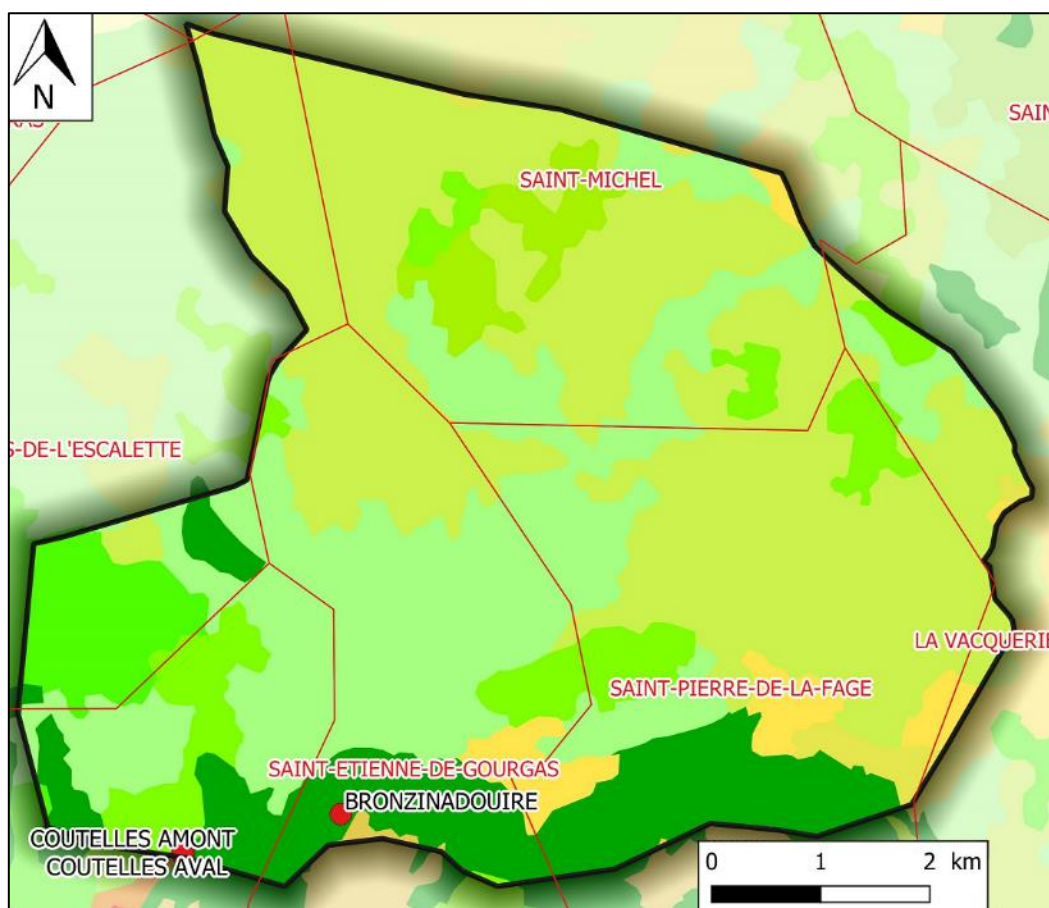 N
SAIN
SAINT-MICHEL
S-DE-L'ESCALETTE
LA VACQUERIE
SAINT-PIERRE-DE-LA-FAGE
SAINT-ETIENNE-DE-GOURGAS
BRONZINADOUIRE
COUTELLES AMONT
COUTELLES AVAL
0 1 2 km